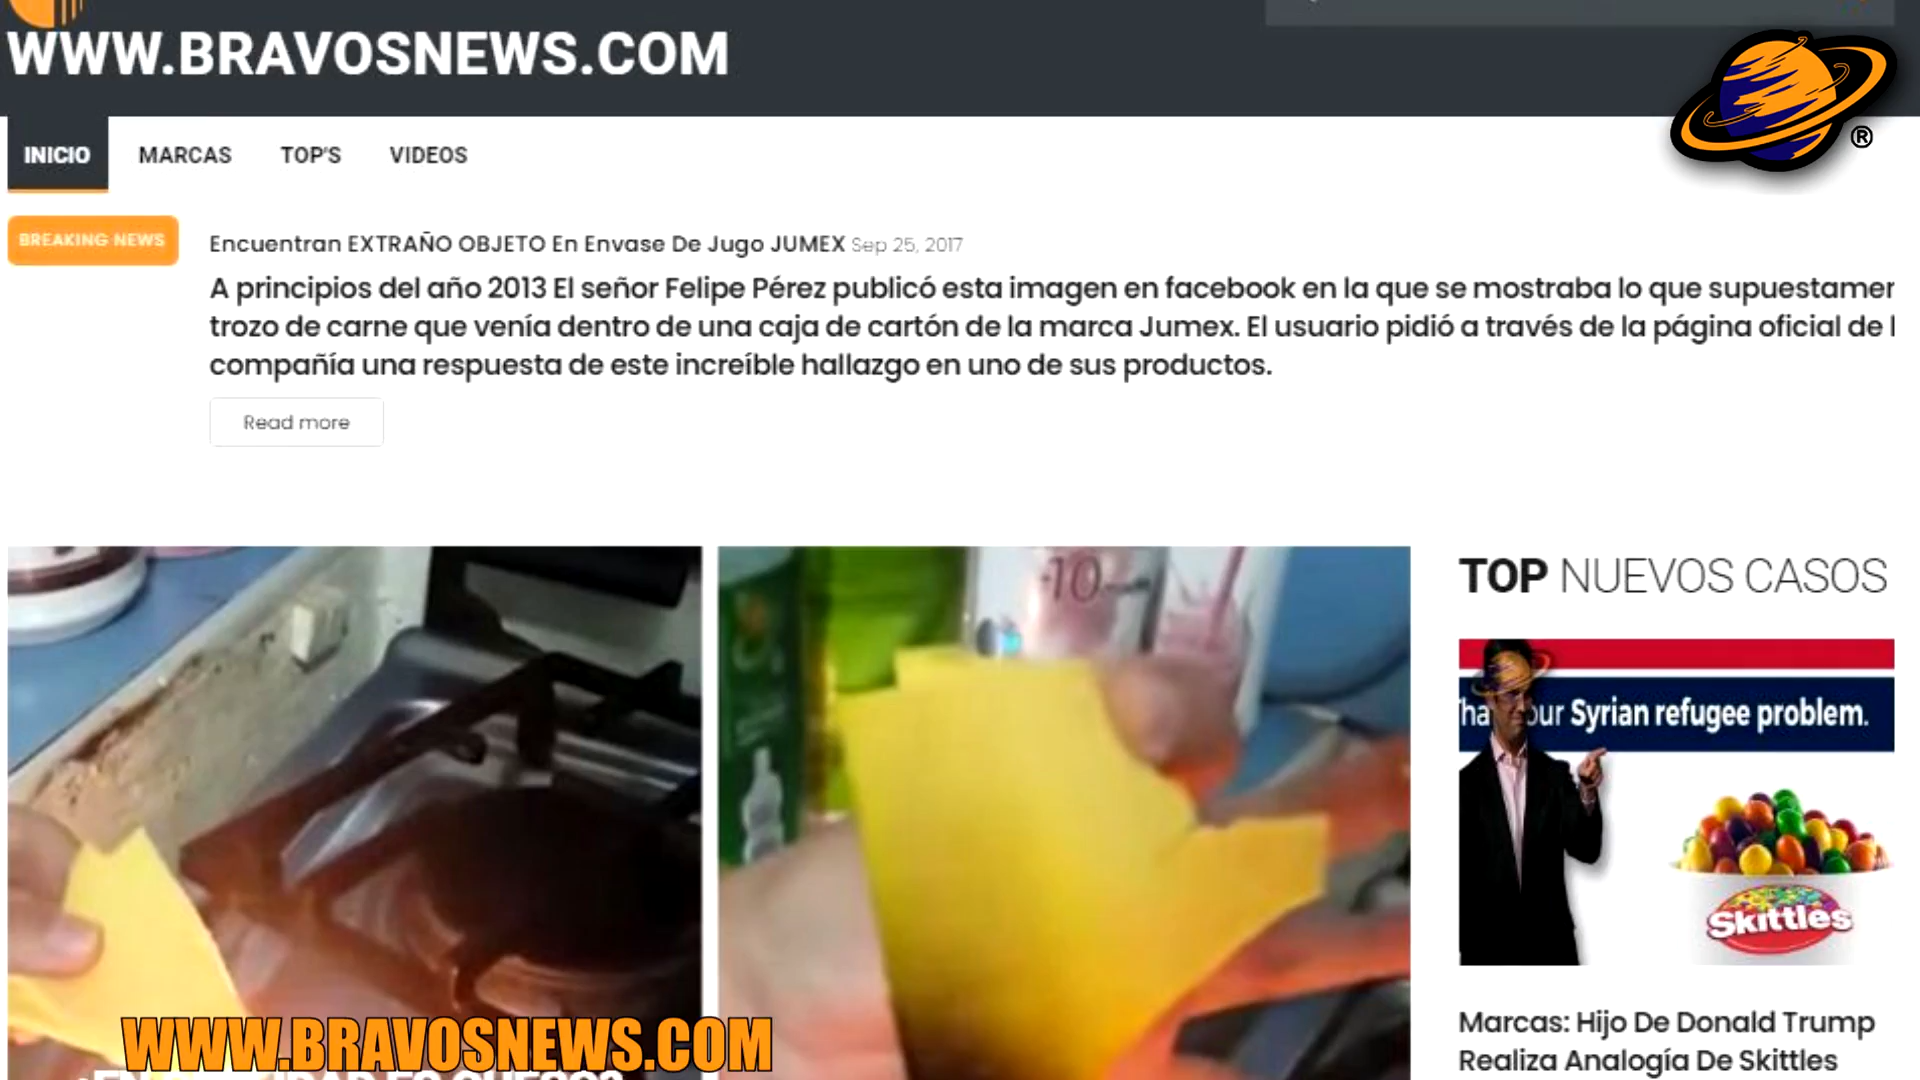 WWW.BRAVOSNEWS.COM
®
INICIO MARCAS TOP'S VIDEOS
BREAKING NEWS
Encuentran EXTRAÑO OBJETO En Envase De Jugo JUMEX Sep 25, 2017
A principios del año 2013 El señor Felipe Pérez publicó esta imagen en facebook en la que se mostraba lo que
trozo de carne que venía dentro de una caja de cartón de la marca Jumex. El usuario pidió a través de la página oficial de
compañía una respuesta de este increíble hallazgo en uno de sus productos.
Read more
TOP NUEVOS CASOS
-10
our Syrian refugee problem.
Skittles
Marcas: Hijo De Donald Trump
Realiza Analogía De Skittles
WWW.BRAVOSNEWS.COM